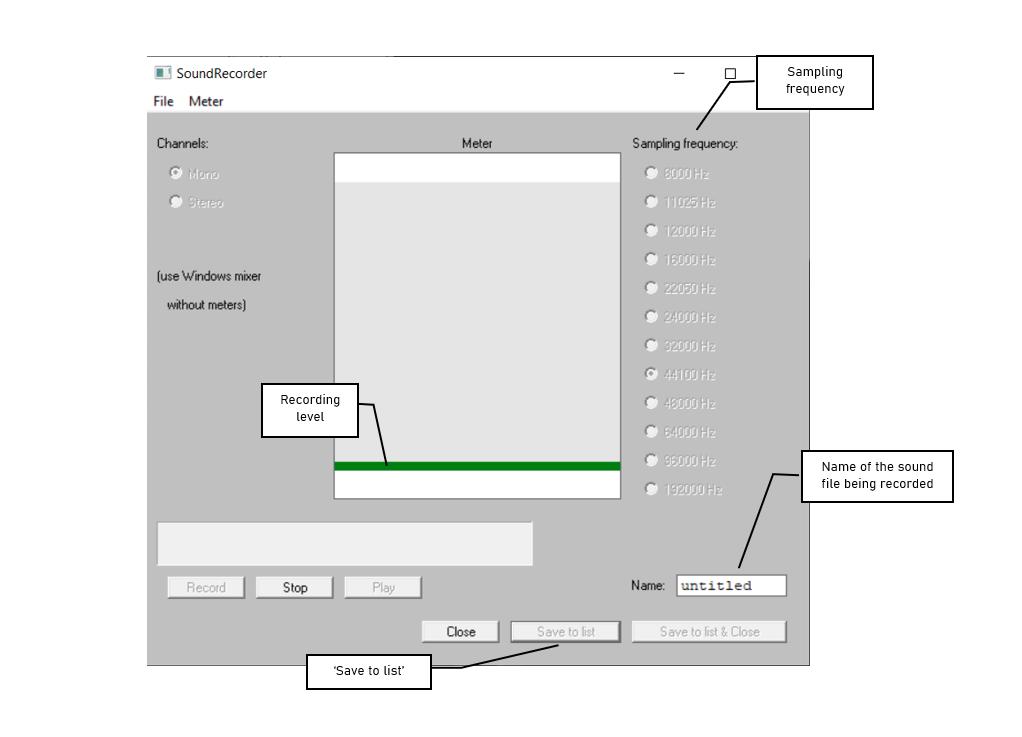 SoundRecorder
Sampling
frequency
File Meter
Channels:
Meter
Sampling frequency:
Mono
Stereo
8000 Hz
11025 Hz
12000 Hz
16000 Hz
22050 Hz
24000 Hz
32000 Hz
44100 Hz
48000 Hz
64000 Hz
96000 Hz
192000 Hz
(use Windows mixer
without meters)
Recording
level
Name of the sound
file being recorded
Record Stop Play
Name: untitled
Close Save to list Save to list & Close
'Save to list'